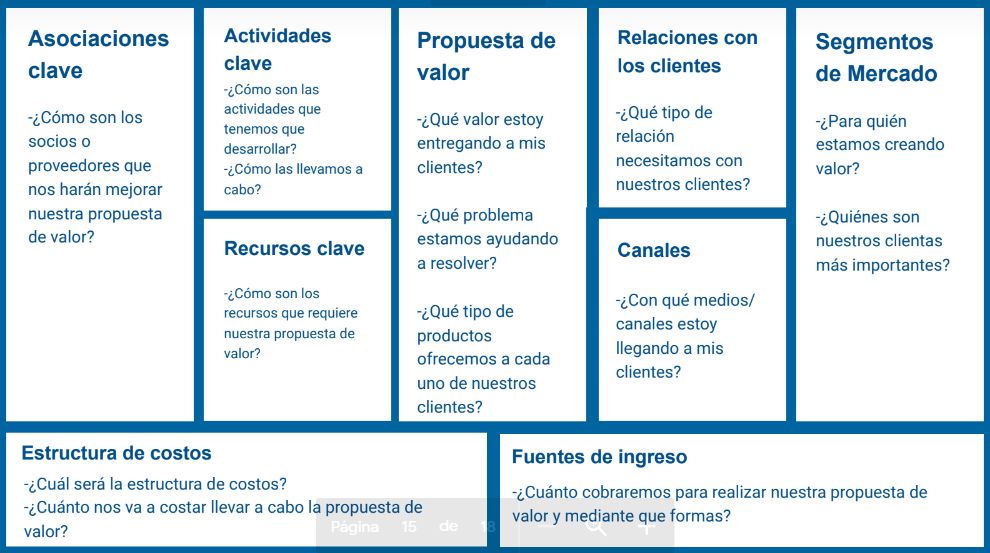 Asociaciones
clave
-¿Cómo son los
socios o
proveedores que
nos harán mejorar
nuestra propuesta
de valor?
Actividades
clave
-¿Cómo son las
actividades que
tenemos que
desarrollar?
-¿Cómo las llevamos a
cabo?
Recursos clave
-¿Cómo son los
recursos que requiere
nuestra propuesta de
valor?
Propuesta de
valor
-¿Qué valor estoy
entregando a mis
clientes?
-¿Qué problema
estamos ayudando
a resolver?
-¿Qué tipo de
productos
ofrecemos a cada
uno de nuestros
clientes?
Relaciones con
los clientes
-¿Qué tipo de
relación
necesitamos con
nuestros clientes?
Canales
-¿Con qué medios/
canales estoy
llegando a mis
clientes?
Segmentos
de Mercado
-¿Para quién
estamos creando
valor?
-¿Quiénes son
nuestros clientas
más importantes?
Estructura de costos
-¿Cuál será la estructura de costos?
-¿Cuánto nos va a costar llevar a cabo la propuesta de
valor?
Fuentes de ingreso
-¿Cuánto cobraremos para realizar nuestra propuesta de
valor y mediante que formas?
Página 15 de 18